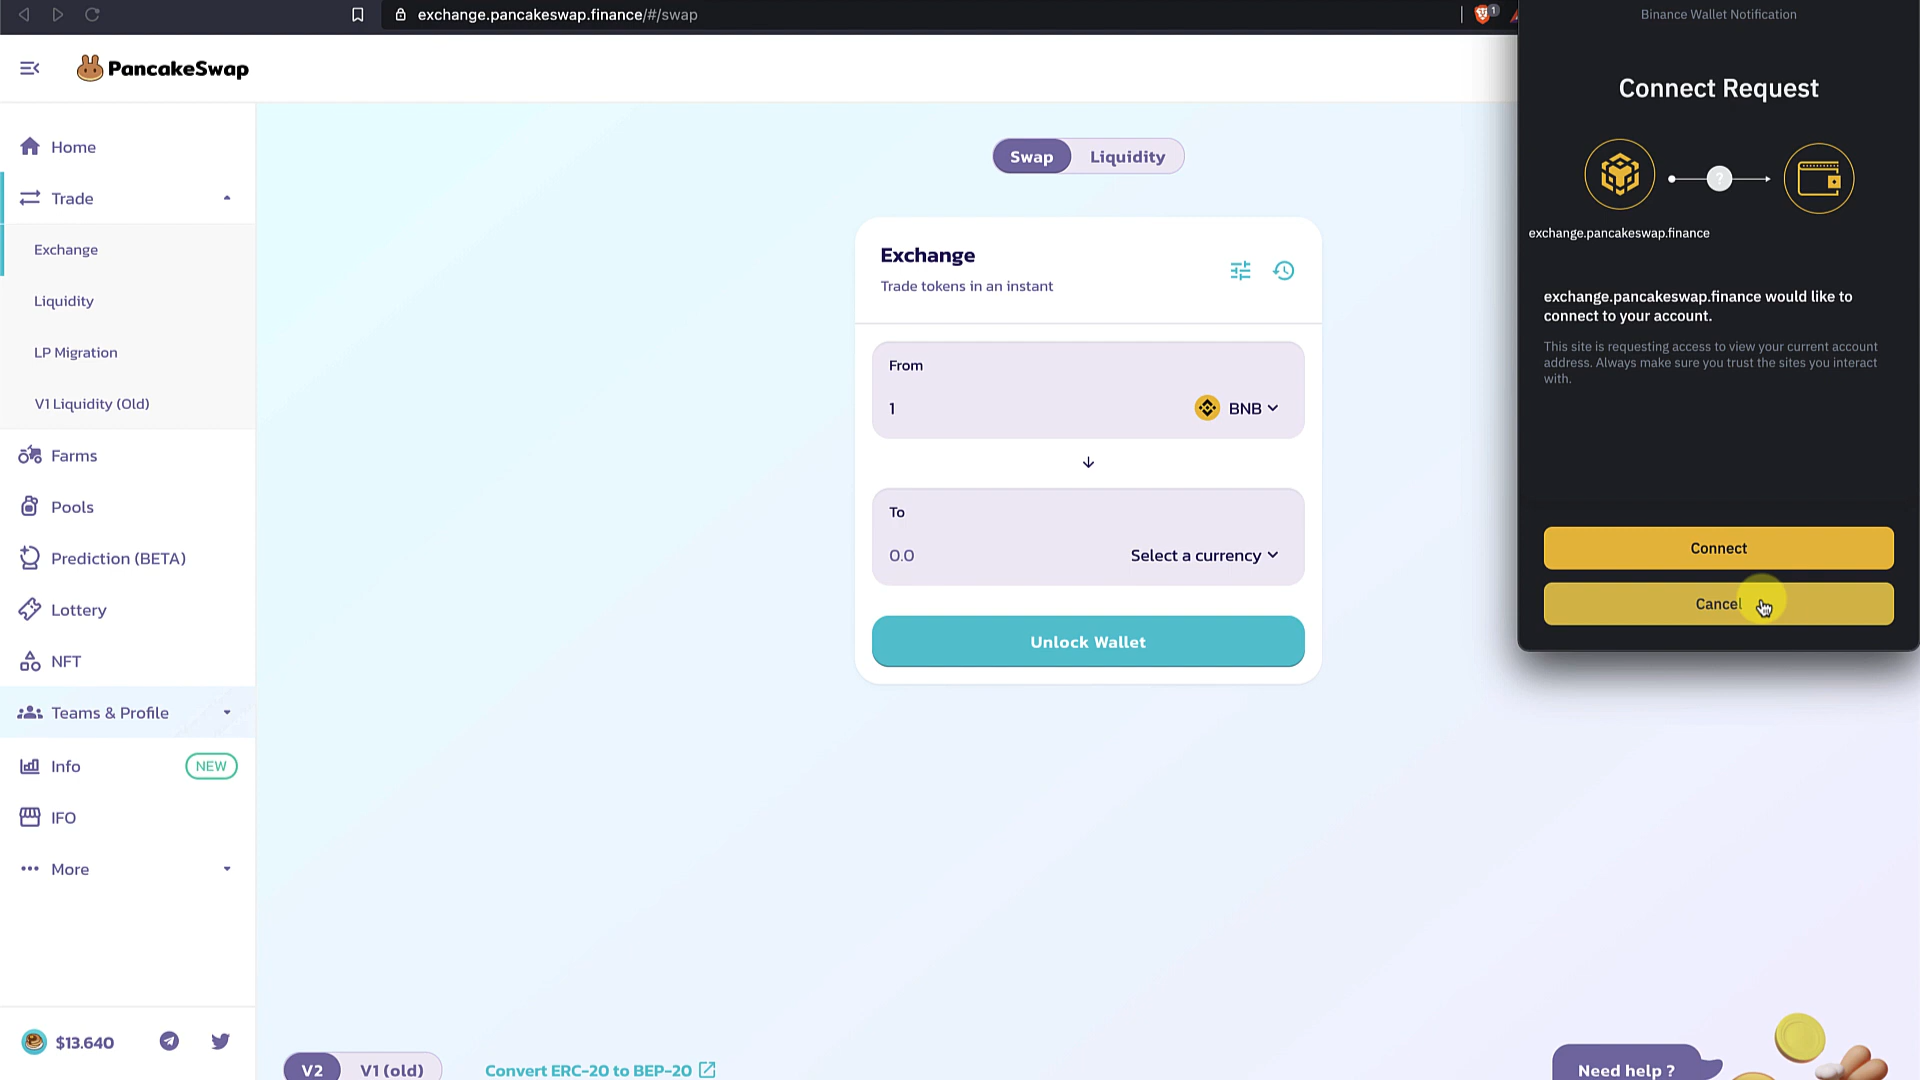 exchange.pancakeswap.finance/#/swap
1
PancakeSwap
Home
Trade
Exchange
Liquidity
LP Migration
V1 Liquidity (Old)
Farms
Pools
Prediction (BETA)
Lottery
NFT
Teams & Profile
Info
NEW
IFO
More
$13.640
Swap
Liquidity
Exchange
Trade tokens in an instant
From
1
BNB
To
0.0
Select a currency
Unlock Wallet
V2
V1 (old)
Convert ERC-20 to BEP-20
Need help ?
Binance Wallet Notification
Connect Request
?
exchange.pancakeswap.finance
exchange.pancakeswap.finance would like to
connect to your account.
This site is requesting access to view your current account
address. Always make sure you trust the sites you interact
with.
Connect
Cancel